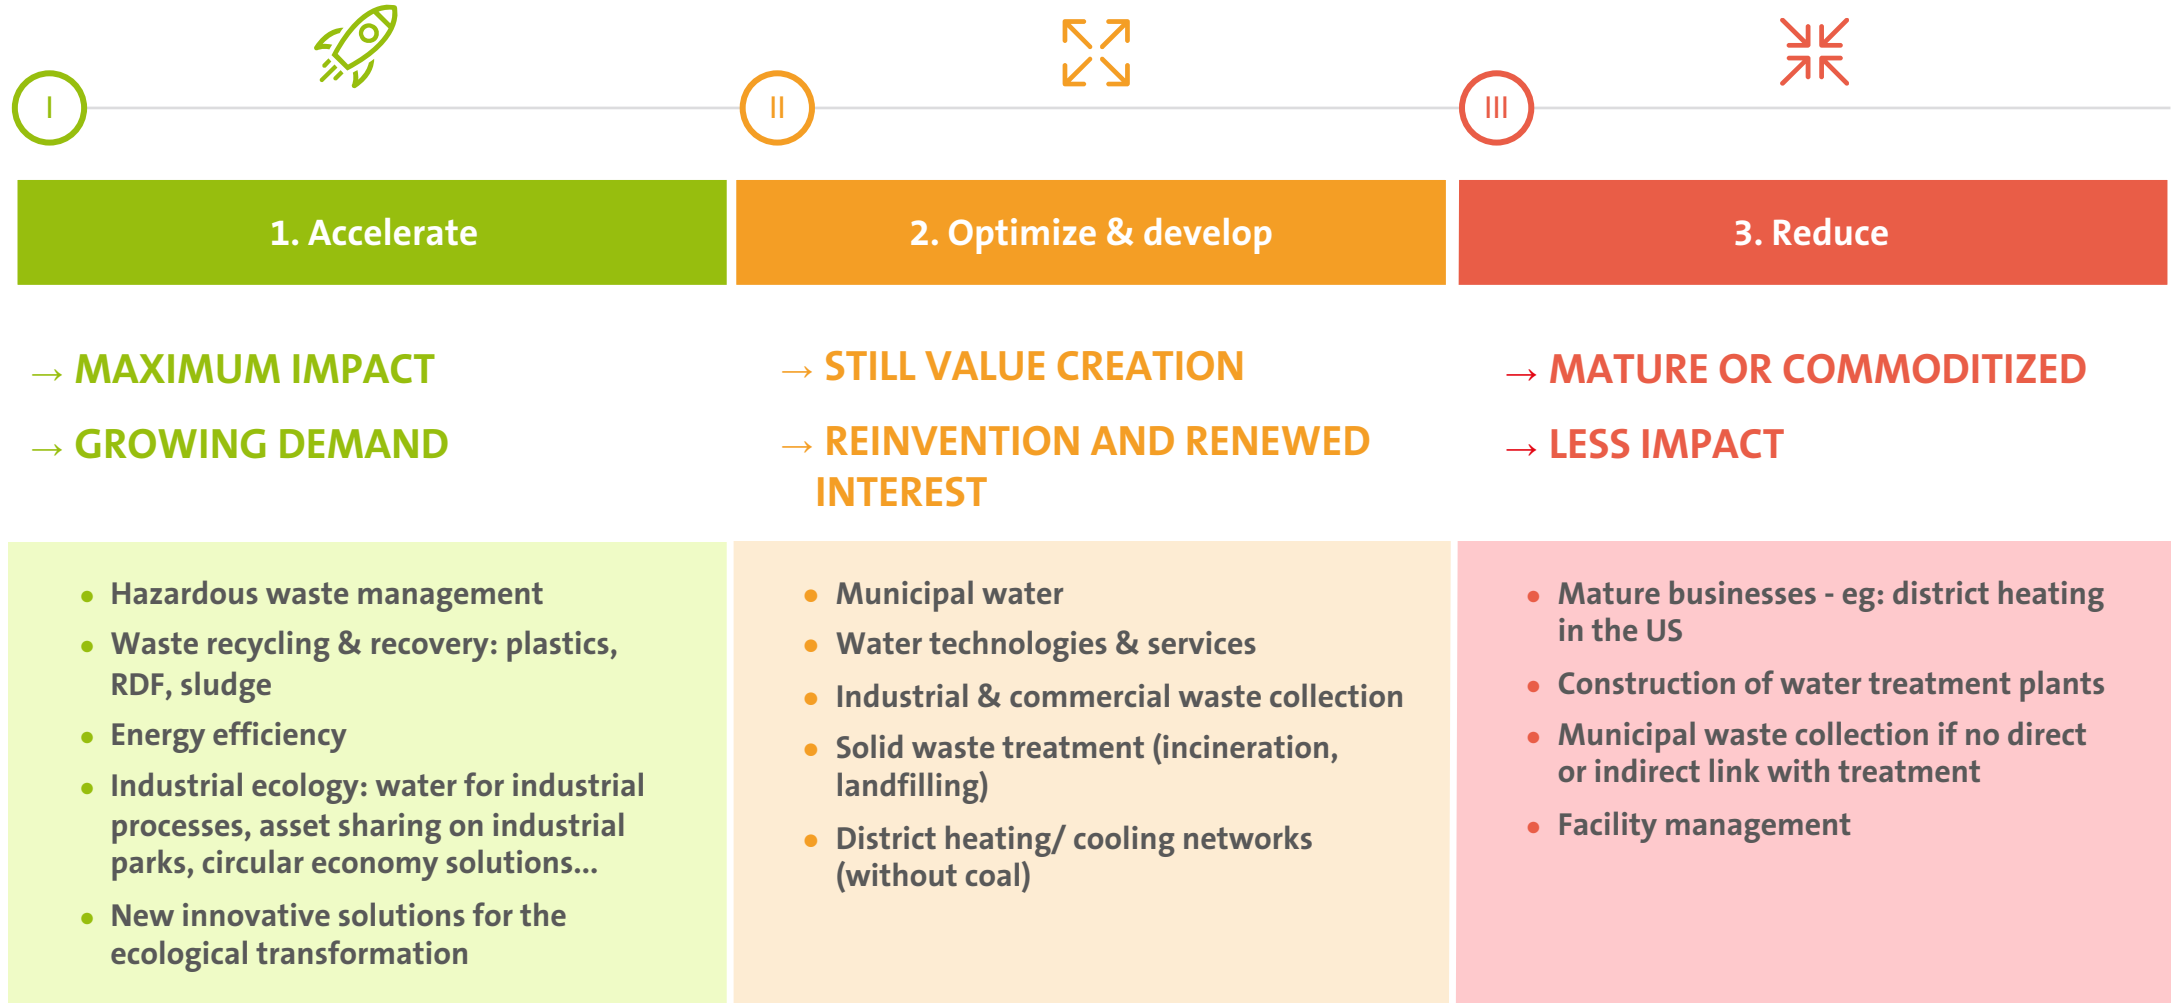 I
II
III
1. Accelerate
2. Optimize & develop
3. Reduce
→ MAXIMUM IMPACT
→ GROWING DEMAND
→ STILL VALUE CREATION
→ REINVENTION AND RENEWED
INTEREST
→ MATURE OR COMMODITIZED
→ LESS IMPACT
• Hazardous waste management
• Waste recycling & recovery: plastics,
RDF, sludge
• Energy efficiency
• Industrial ecology: water for industrial
processes, asset sharing on industrial
parks, circular economy solutions...
• New innovative solutions for the
ecological transformation
• Municipal water
• Water technologies & services
• Industrial & commercial waste collection
• Solid waste treatment (incineration,
landfilling)
• District heating/ cooling networks
(without coal)
• Mature businesses - eg: district heating
in the US
• Construction of water treatment plants
• Municipal waste collection if no direct
or indirect link with treatment
• Facility management